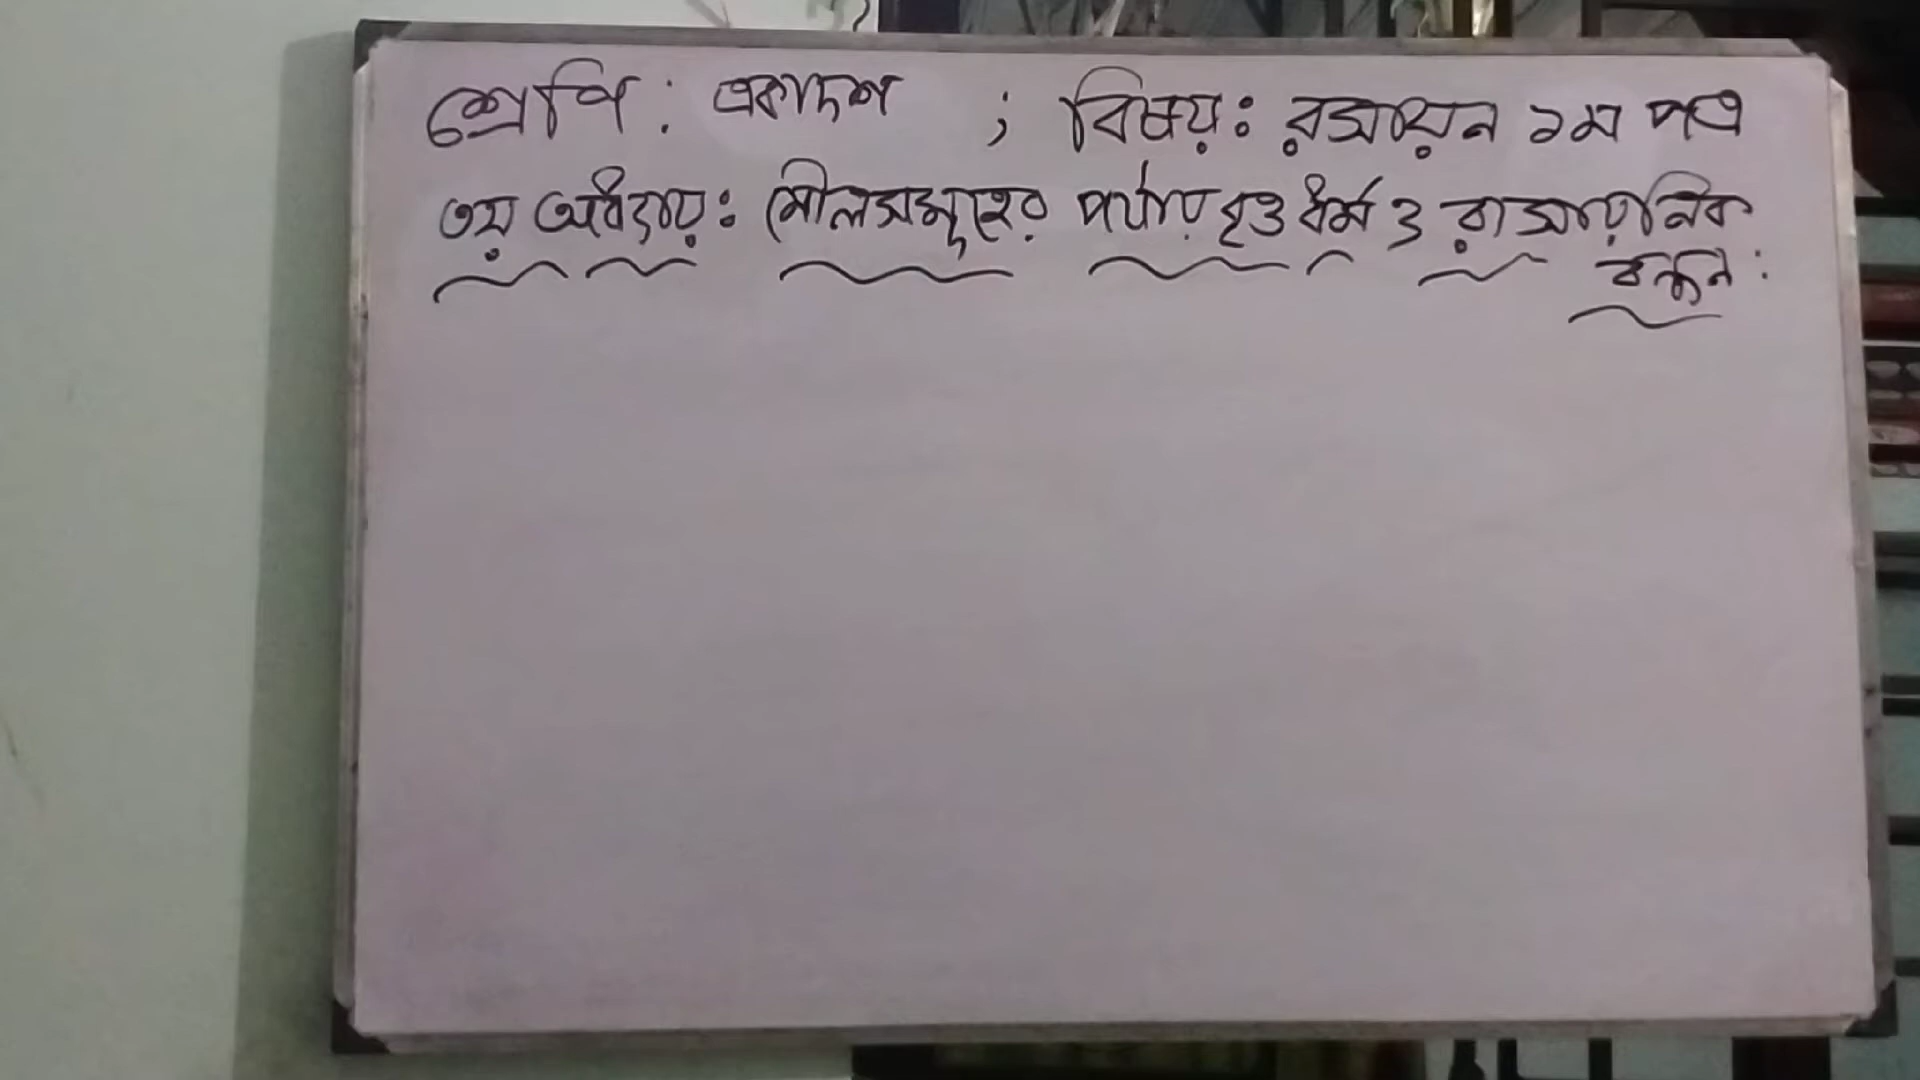 শ্রেণি : একাদশ ; বিষয়ঃ রসায়ন ১ম পত্র
৩য় অধ্যায়ঃ মৌলসমূহের পর্যায়বৃত্ত ধর্ম ও রাসায়নিক
বন্ধন :